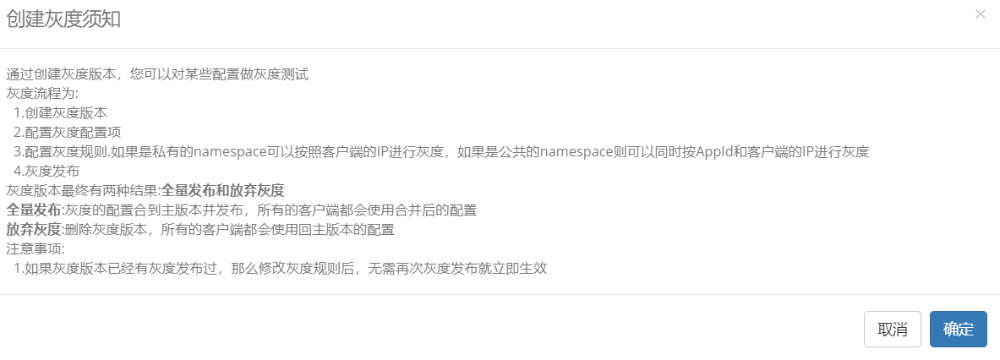 创建灰度须知
×
通过创建灰度版本，您可以对某些配置做灰度测试
灰度流程为:
1.创建灰度版本
2.配置灰度配置项
3.配置灰度规则.如果是私有的namespace可以按照客户端的IP进行灰度，如果是公共的namespace则可以同时按AppId和客户端的IP进行灰度
4.灰度发布
灰度版本最终有两种结果:全量发布和放弃灰度
全量发布:灰度的配置合到主版本并发布，所有的客户端都会使用合并后的配置
放弃灰度:删除灰度版本，所有的客户端都会使用回主版本的配置
注意事项:
1.如果灰度版本已经有灰度发布过，那么修改灰度规则后，无需再次灰度发布就立即生效
取消
确定